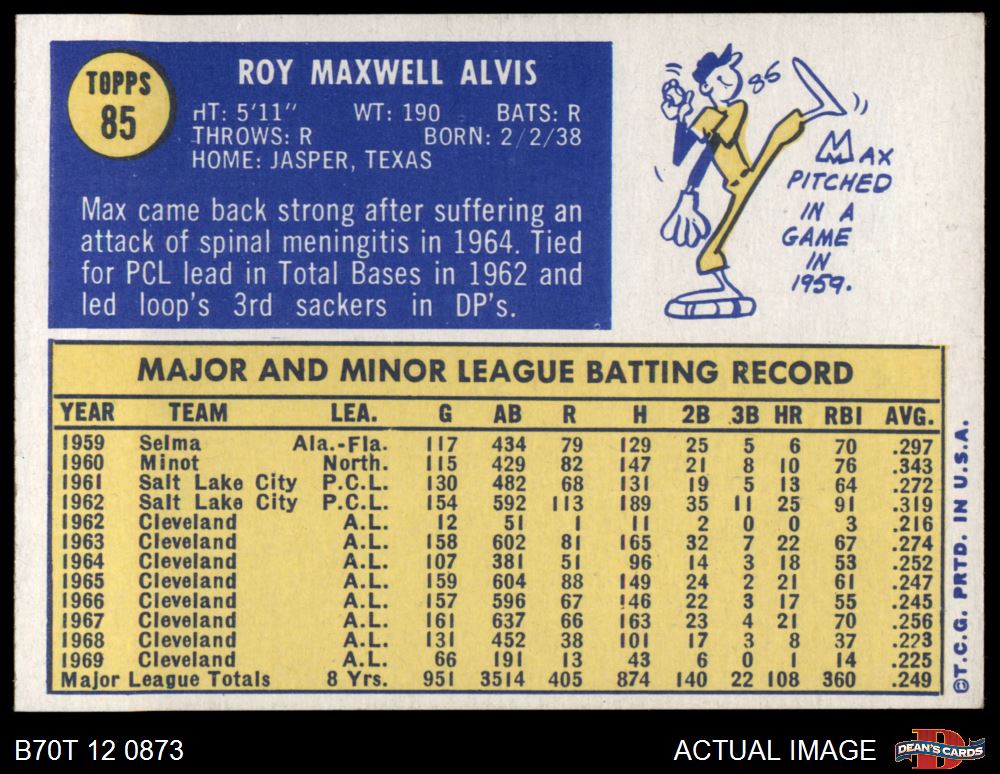 TOPPS
85
ROY MAXWELL ALVIS
HT: 5'11" WT: 190 BATS: R
THROWS: R BORN: 2/2/38
HOME: JASPER, TEXAS
Max came back strong after suffering an
attack of spinal meningitis in 1964. Tied
for PCL lead in Total Bases in 1962 and
led loop's 3rd sackers in DP's.
86
MAX
PITCHED
IN A
GAME
IN
1959.
MAJOR AND MINOR LEAGUE BATTING RECORD
YEAR TEAM LEA. G AB R H 2B 3B HR RBI AVG.
1959 Selma Ala.-Fla. 117 434 79 129 25 5 6 70 .297
1960 Minot North. 115 429 82 147 21 8 10 76 .343
1961 Salt Lake City P.C.L. 130 482 68 131 19 5 13 64 .272
1962 Salt Lake City P.C.L. 154 592 113 189 35 11 25 91 .319
1962 Cleveland A.L. 12 51 1 11 2 0 0 3 .216
1963 Cleveland A.L. 158 602 81 165 32 7 22 67 .274
1964 Cleveland A.L. 107 381 51 96 14 3 18 53 .252
1965 Cleveland A.L. 159 604 88 149 24 2 21 61 .247
1966 Cleveland A.L. 157 596 67 146 22 3 17 55 .245
1967 Cleveland A.L. 161 637 66 163 23 4 21 70 .256
1968 Cleveland A.L. 131 452 38 101 17 3 8 37 .223
1969 Cleveland A.L. 66 191 13 43 6 0 1 14 .225
Major League Totals 8 Yrs. 951 3514 405 874 140 22 108 360 .249
©T.C.G. PRTD. IN U.S.A.
B70T 12 0873
ACTUAL IMAGE
DEAN'S CARDS